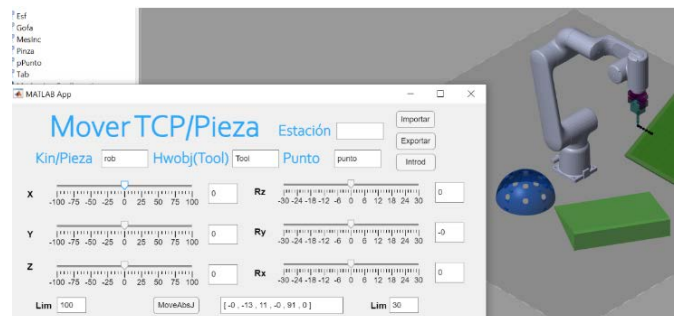 Esf
Gofa
MesInc
Pinza
pPunto
Tab
MATLAB App
Mover TCP/Pieza Estación Importar
Exportar
Kin/Pieza rob Hwobj(Tool) Tool Punto punto Introd
X 0 Rz 0
-100 -75 -50 -25 0 25 50 75 100 -30 -24 -18 -12 -6 0 6 12 18 24 30
Y 0 Ry -0
-100 -75 -50 -25 0 25 50 75 100 -30 -24 -18 -12 -6 0 6 12 18 24 30
Z 0 Rx 0
-100 -75 -50 -25 0 25 50 75 100 -30 -24 -18 -12 -6 0 6 12 18 24 30
Lim 100 MoveAbsJ [ -0 , -13 , 11 , -0 , 91 , 0 ] Lim 30